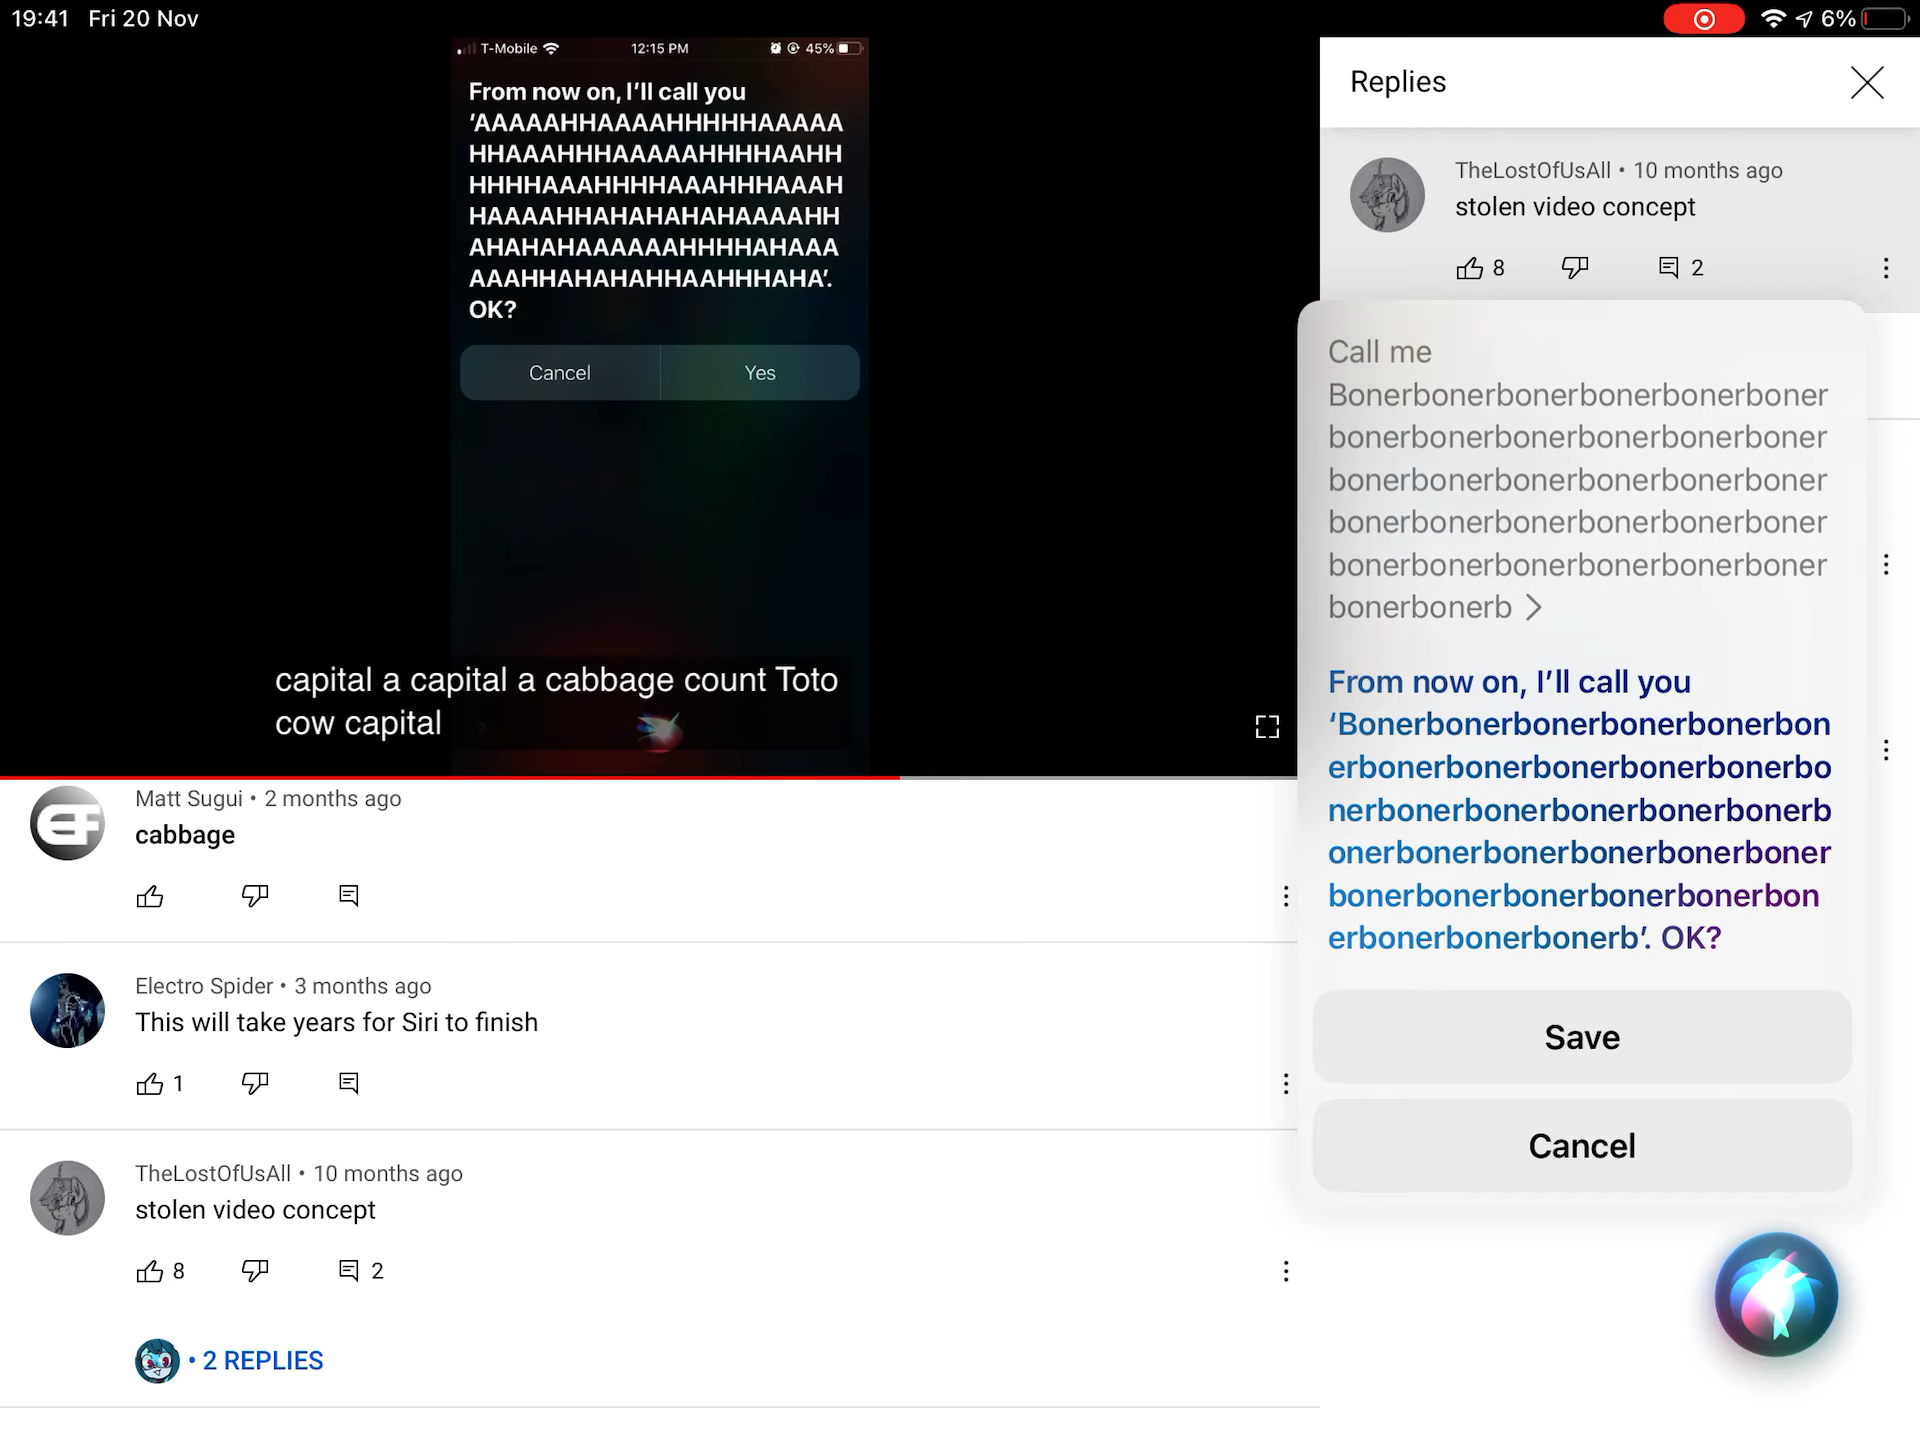 19:41 Fri 20 Nov
6%
T-Mobile 12:15 PM 45%
From now on, I'll call you
‘AAAAAHHAAAAHHHHHAAAAA
HHAAAHHHAAAAAHHHHAAHH
HHHHAAAHHHHAAAHHHAAAH
HAAAAHHAHAHAHAHAAAAHH
AHAHAHAAAAAAHHHHAHAAA
AAAHHAHAHAHHAAHHHAHA’.
OK?
Cancel Yes
capital a capital a cabbage count Toto
cow capital
Matt Sugui • 2 months ago
cabbage
Electro Spider • 3 months ago
This will take years for Siri to finish
1
TheLostOfUsAll • 10 months ago
stolen video concept
8 2
• 2 REPLIES
Replies
TheLostOfUsAll • 10 months ago
stolen video concept
8 2
Call me
Bonerbonerbonerbonerbonerboner
bonerbonerbonerbonerbonerboner
bonerbonerbonerbonerbonerboner
bonerbonerbonerbonerbonerboner
bonerbonerbonerbonerbonerboner
bonerbonerb >
From now on, I’ll call you
‘Bonerbonerbonerbonerbonerbon
erbonerbonerbonerbonerbonerbo
nerbonerbonerbonerbonerbonerb
onerbonerbonerbonerbonerboner
bonerbonerbonerbonerbonerbon
erbonerbonerbonerb’. OK?
Save
Cancel